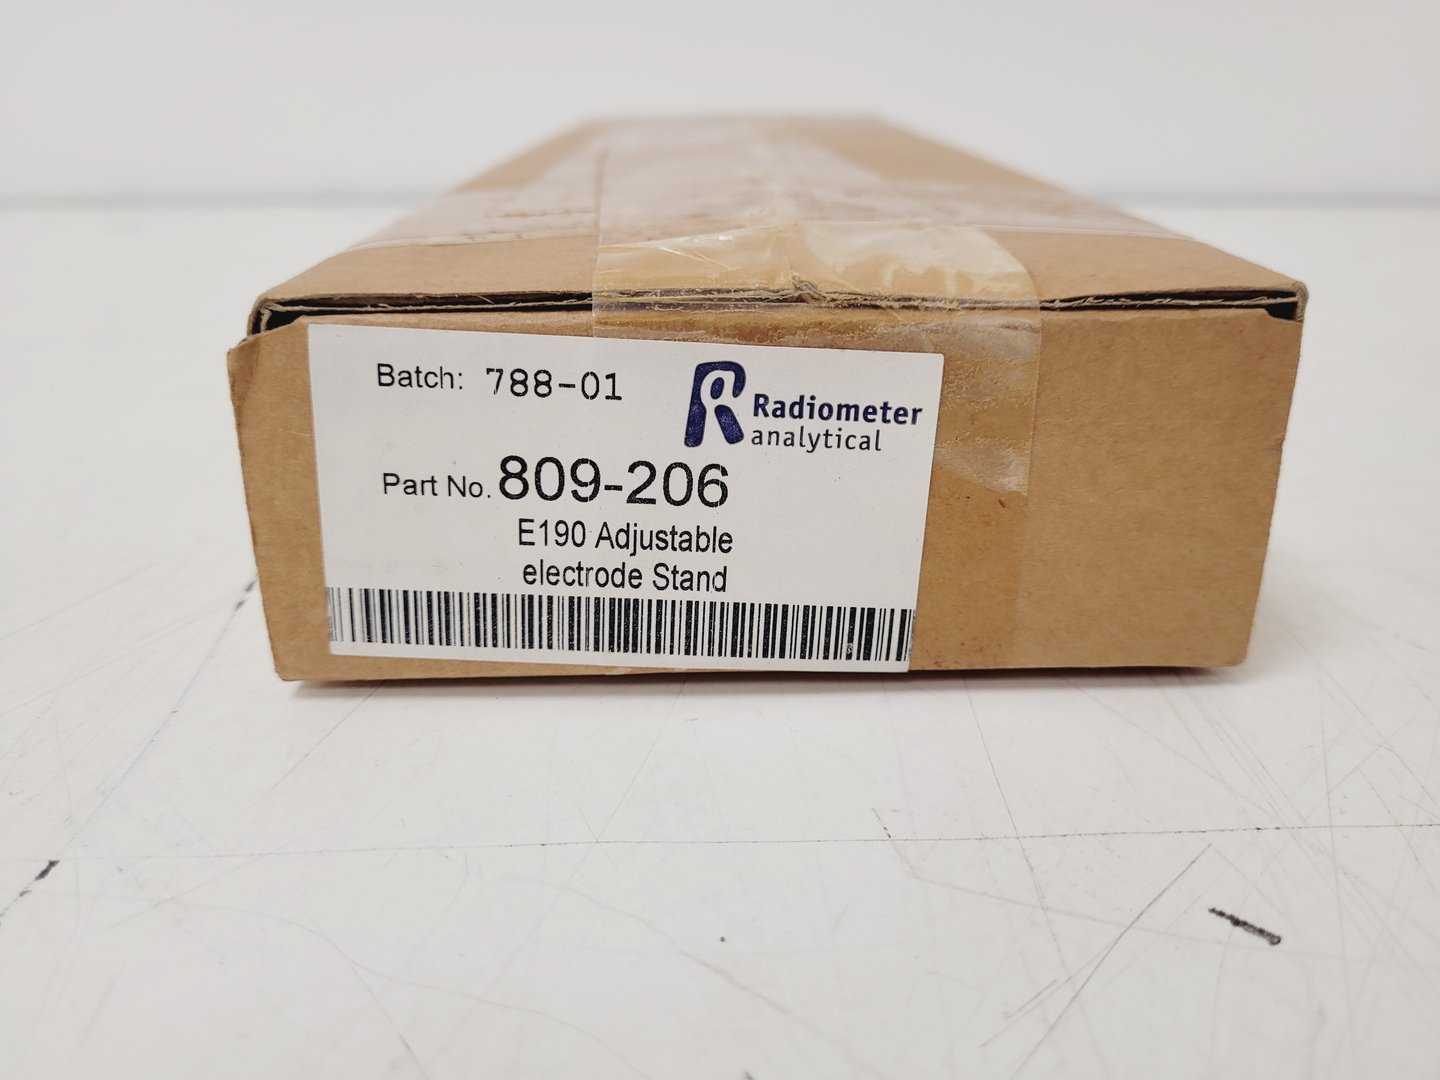 Batch: 788-01
Radiometer
analytical
Part No. 809-206
E190 Adjustable
electrode Stand